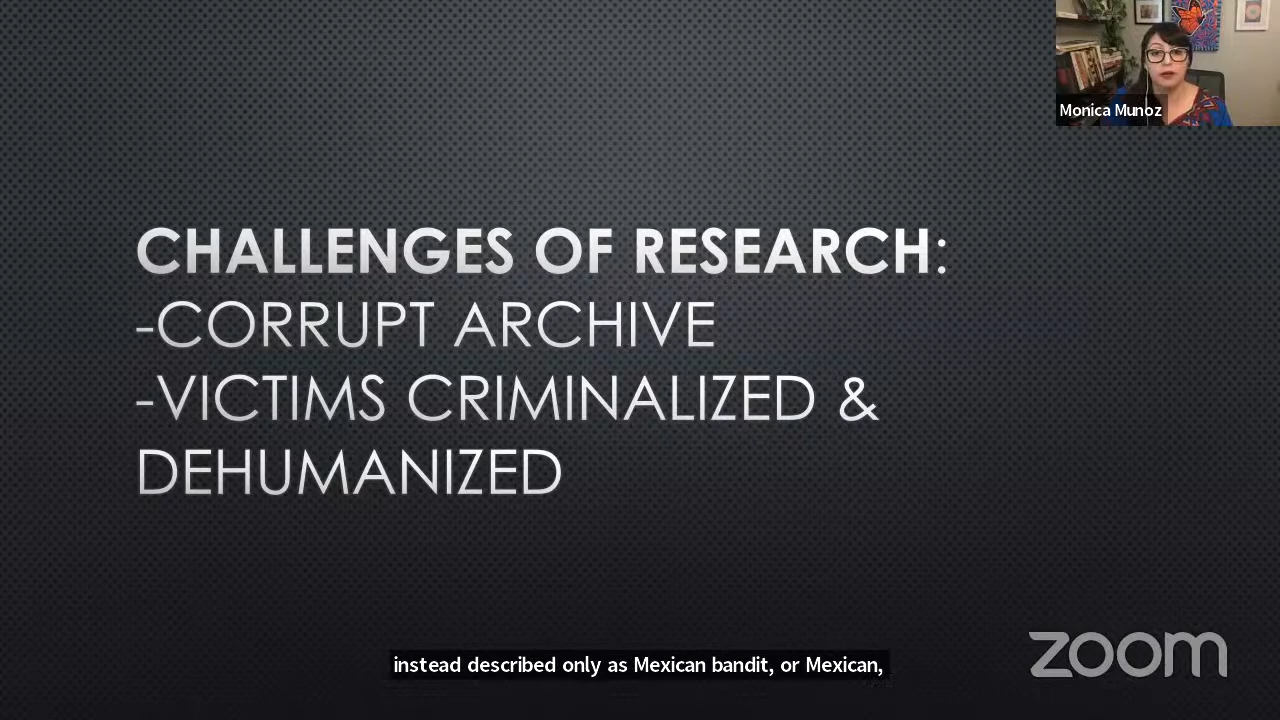 Monica Munoz
CHALLENGES OF RESEARCH:
-CORRUPT ARCHIVE
-VICTIMS CRIMINALIZED &
DEHUMANIZED
instead described only as Mexican bandit, or Mexican,
zoom